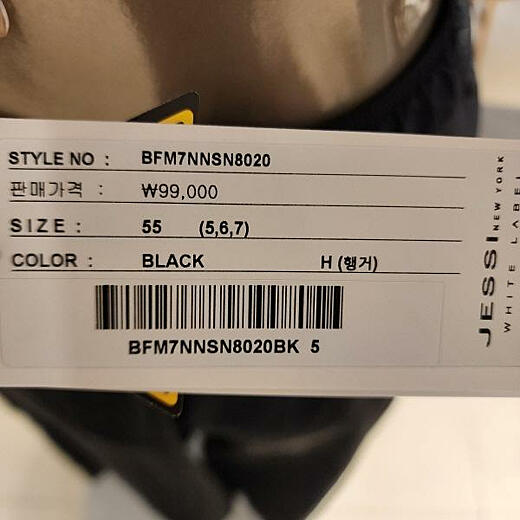 STYLE NO : BFM7NNSN8020
판매가격 : ₩99,000
SIZE : 55 (5,6,7)
COLOR : BLACK H (행거)
BFM7NNSN8020BK 5
JESSI NEW YORK
WHITE LABEL